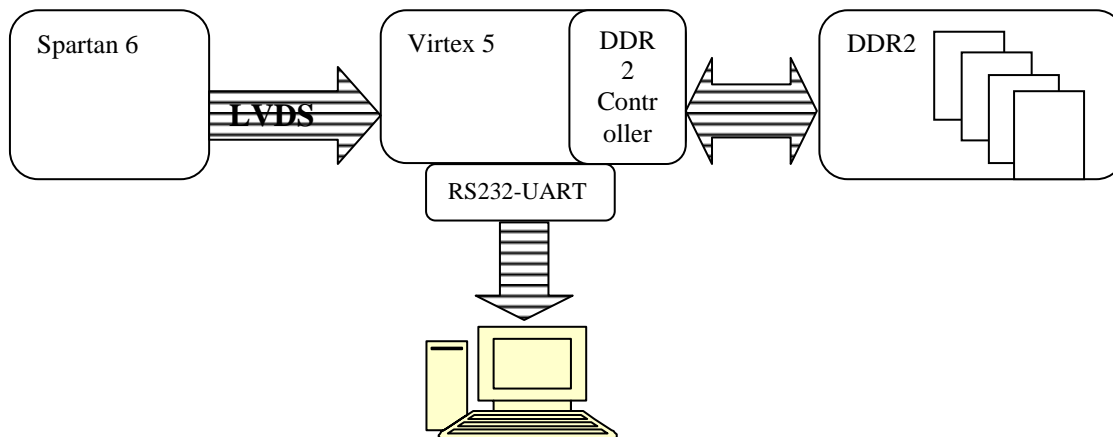 Spartan 6
LVDS
Virtex 5
DDR
2
Contr
oller
DDR2
RS232-UART